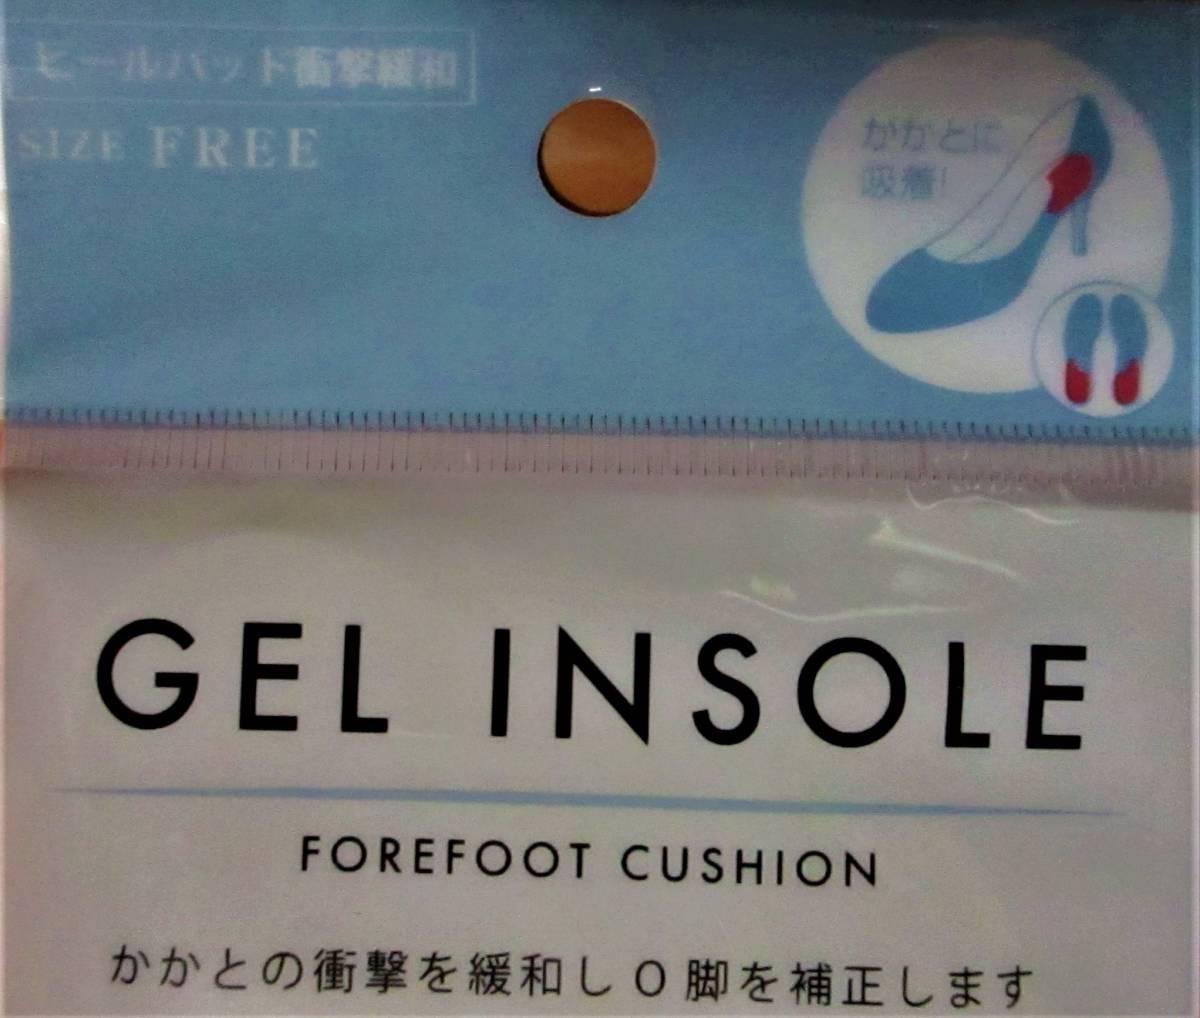 ヒールパット衝撃緩和
SIZE FREE
かかとに
吸着!
GEL INSOLE
FOREFOOT CUSHION
かかとの衝撃を緩和しO脚を補正します